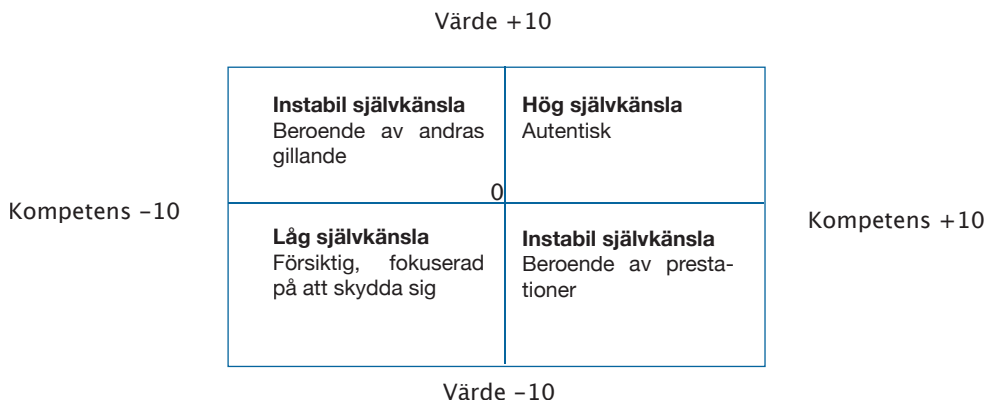 Värde +10
Instabil självkänsla
Beroende av andras
gillande
Hög självkänsla
Autentisk
0
Kompetens –10
Kompetens +10
Låg självkänsla
Försiktig, fokuserad
på att skydda sig
Instabil självkänsla
Beroende av presta-
tioner
Värde –10